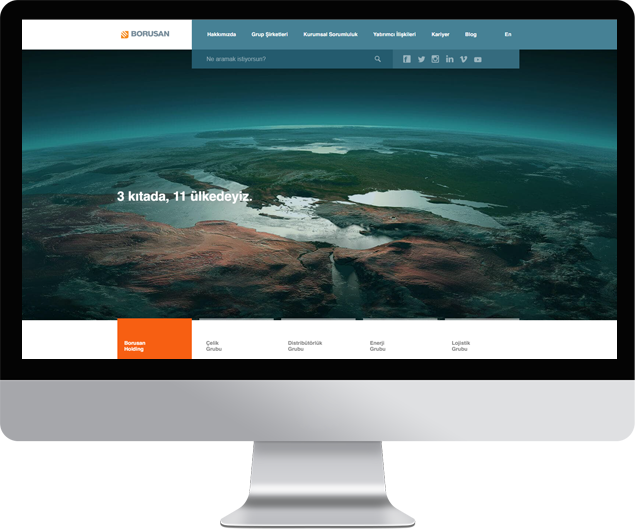 BORUSAN
Hakkımızda Grup Şirketleri Kurumsal Sorumluluk Yatırımcı İlişkileri Kariyer Blog En
Ne aramak istiyorsun?
3 kıtada, 11 ülkedeyiz.
Borusan
Holding
Çelik
Grubu
Distribütörlük
Grubu
Enerji
Grubu
Lojistik
Grubu